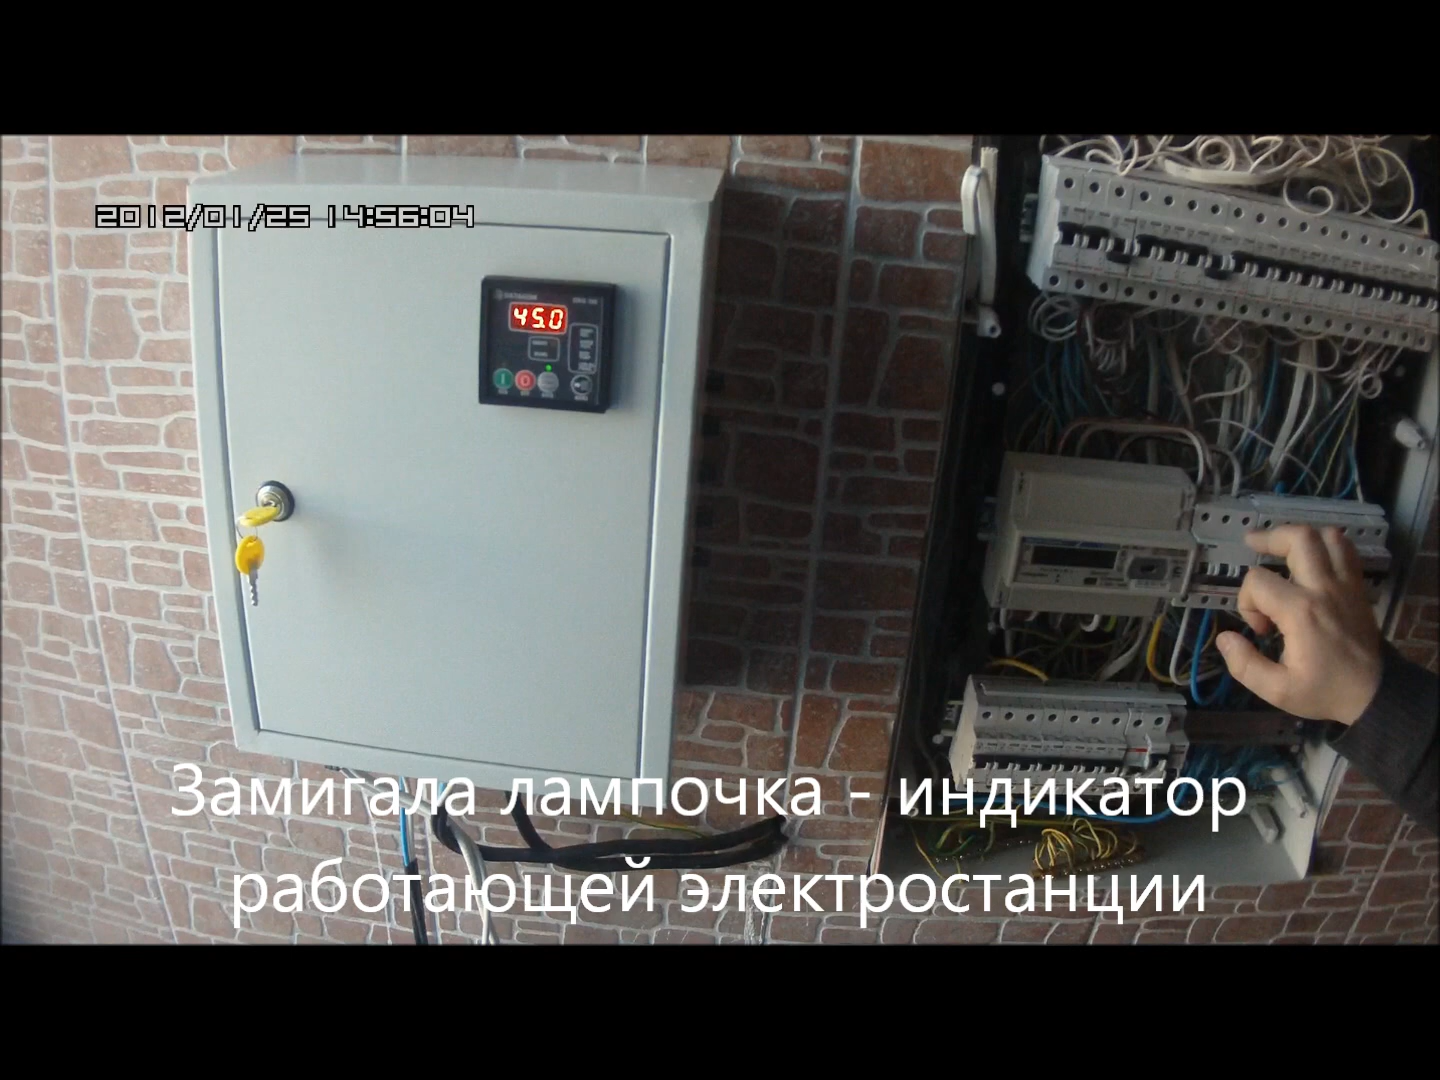 2012/01/25 14:56:04
45.0
Замигала лампочка - индикатор
работающей электростанции